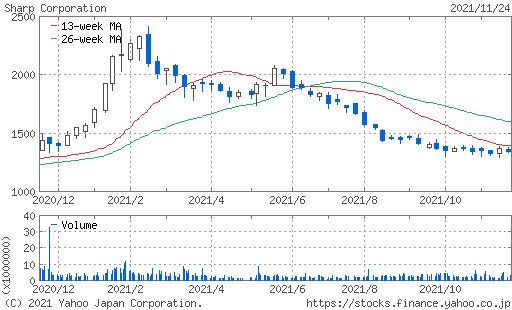 Sharp Corporation 2021/11/24
2500
13-week MA
26-week MA
2000
1500
1000
2020/12 2021/2 2021/4 2021/6 2021/8 2021/10
40
Volume
30
20
10
0
(x1000000)
2020/12 2021/2 2021/4 2021/6 2021/8 2021/10
(C) 2021 Yahoo Japan Corporation. https://stocks.finance.yahoo.co.jp